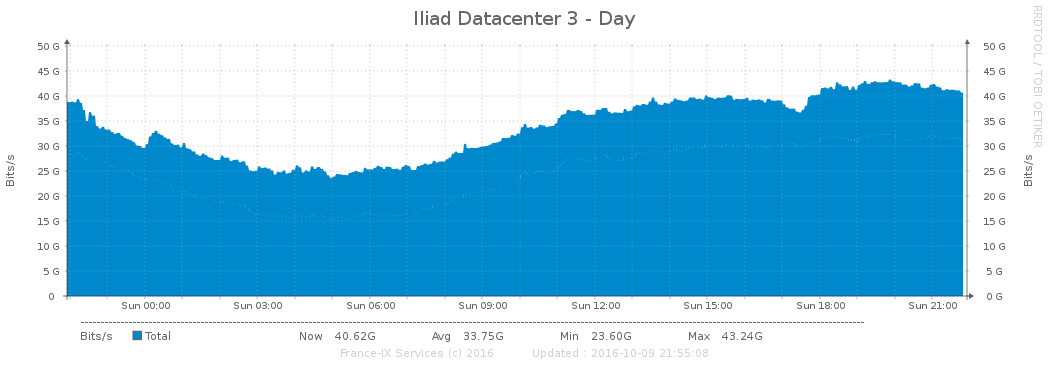 Iliad Datacenter 3 - Day
RRDTOOL / TOBI OETIKER
50 G 50 G
45 G 45 G
40 G 40 G
35 G 35 G
30 G 30 G
25 G 25 G
20 G 20 G
15 G 15 G
10 G 10 G
5 G 5 G
0 0 G
Bits/s Bits/s
Sun 00:00 Sun 03:00 Sun 06:00 Sun 09:00 Sun 12:00 Sun 15:00 Sun 18:00 Sun 21:00
Bits/s Total Now 40.62G Avg 33.75G Min 23.60G Max 43.24G
France-IX Services (c) 2016 Updated : 2016-10-09 21:55:08